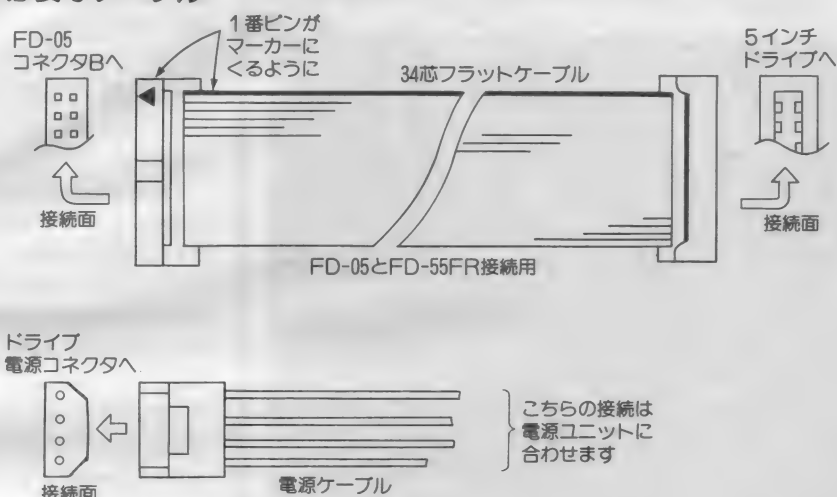 FD-05
コネクタBへ
1番ピンが
マーカーに
くるように
34芯フラットケーブル
5インチ
ドライブへ
接続面
接続面
FD-05とFD-55FR接続用
ドライブ
電源コネクタへ
こちらの接続は
電源ユニットに
合わせます
接続面
電源ケーブル